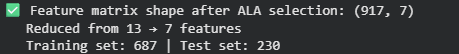 ✅ Feature matrix shape after ALA selection: (917, 7)
Reduced from 13 → 7 features
Training set: 687 | Test set: 230